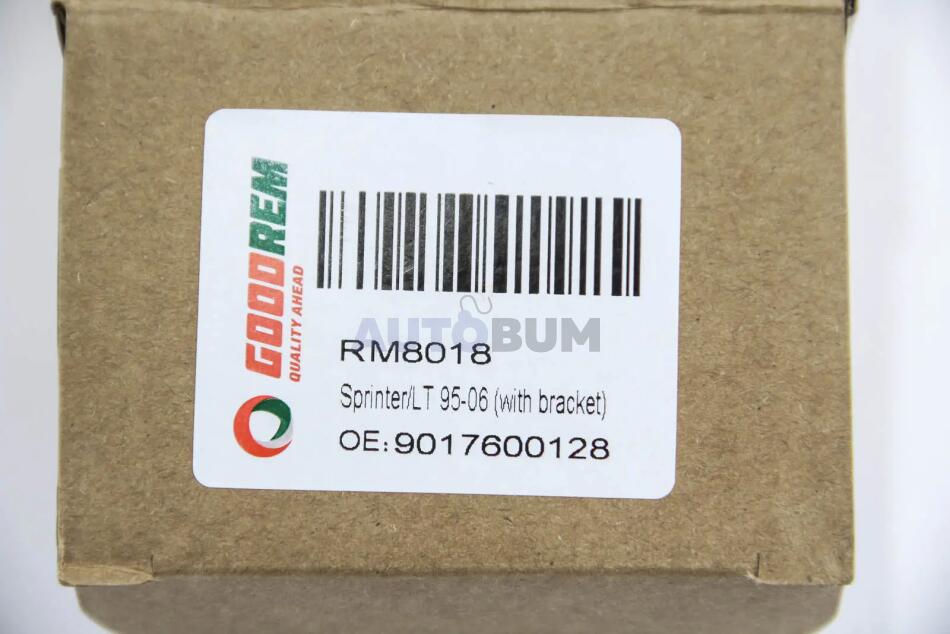 GOODREM
QUALITY AHEAD
AUTOBUM
RM8018
Sprinter/LT 95-06 (with bracket)
OE:9017600128